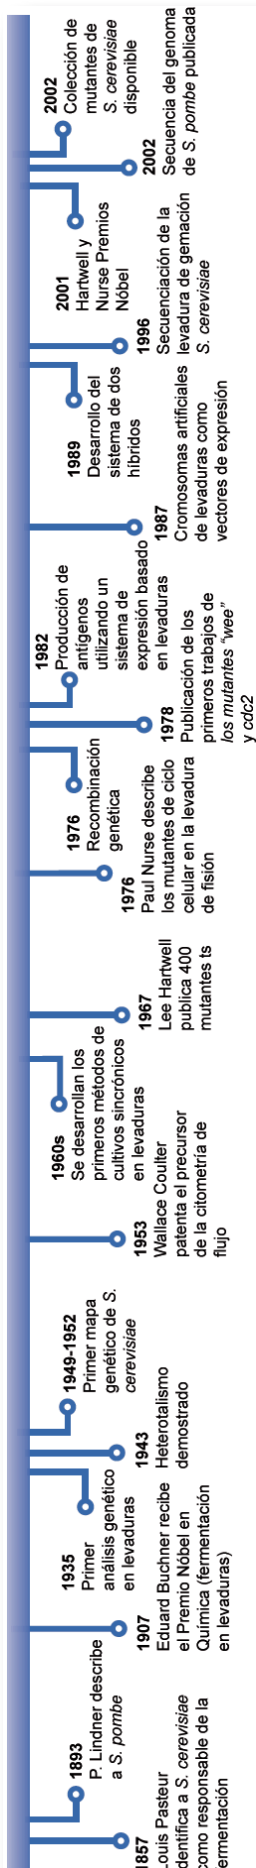 1857
Louis Pasteur
identifica a S. cerevisiae
como responsable de la
fermentación
1893
P. Lindner describe
a S. pombe
1907
Eduard Buchner recibe
el Premio Nóbel en
Química (fermentación
en levaduras)
1935
Primer
análisis genético
en levaduras
1943
Heterotalismo
demostrado
1949-1952
Primer mapa
genético de S.
cerevisiae
1953
Wallace Coulter
patenta el precursor
de la citometría de
flujo
1960s
Se desarrollan los
primeros métodos de
cultivos sincrónicos
en levaduras
1967
Lee Hartwell
publica 400
mutantes ts
1976
Paul Nurse describe
los mutantes de ciclo
celular en la levadura
de fisión
1976
Recombinación
genética
1978
Publicación de los
primeros trabajos de
los mutantes "wee"
y cdc2
1982
Producción de
antígenos
utilizando un
sistema de
expresión basado
en levaduras
1987
Cromosomas artificiales
de levaduras como
vectores de expresión
1989
Desarrollo del
sistema de dos
híbridos
1996
Secuenciación de la
levadura de gemación
S. cerevisiae
2001
Hartwell y
Nurse Premios
Nóbel
2002
Secuencia del genoma
de S. pombe publicada
2002
Colección de
mutantes de
S. cerevisiae
disponible